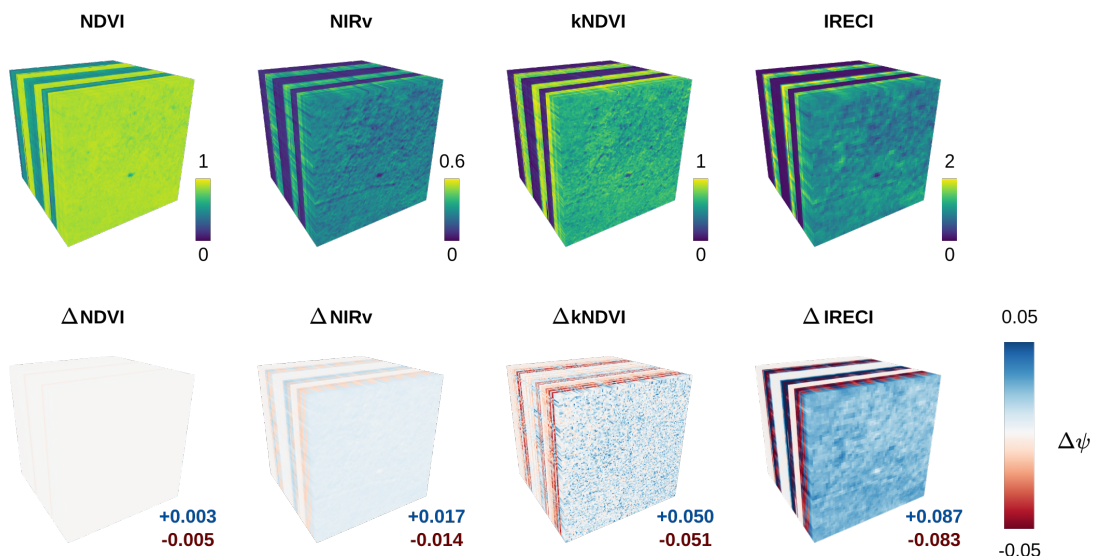 NDVI NIRv kNDVI IRECI
1 0.6 1 2
0 0 0 0
ΔNDVI ΔNIRv ΔkNDVI Δ IRECI 0.05
Δψ
+0.003 +0.017 +0.050 +0.087
-0.005 -0.014 -0.051 -0.083
-0.05